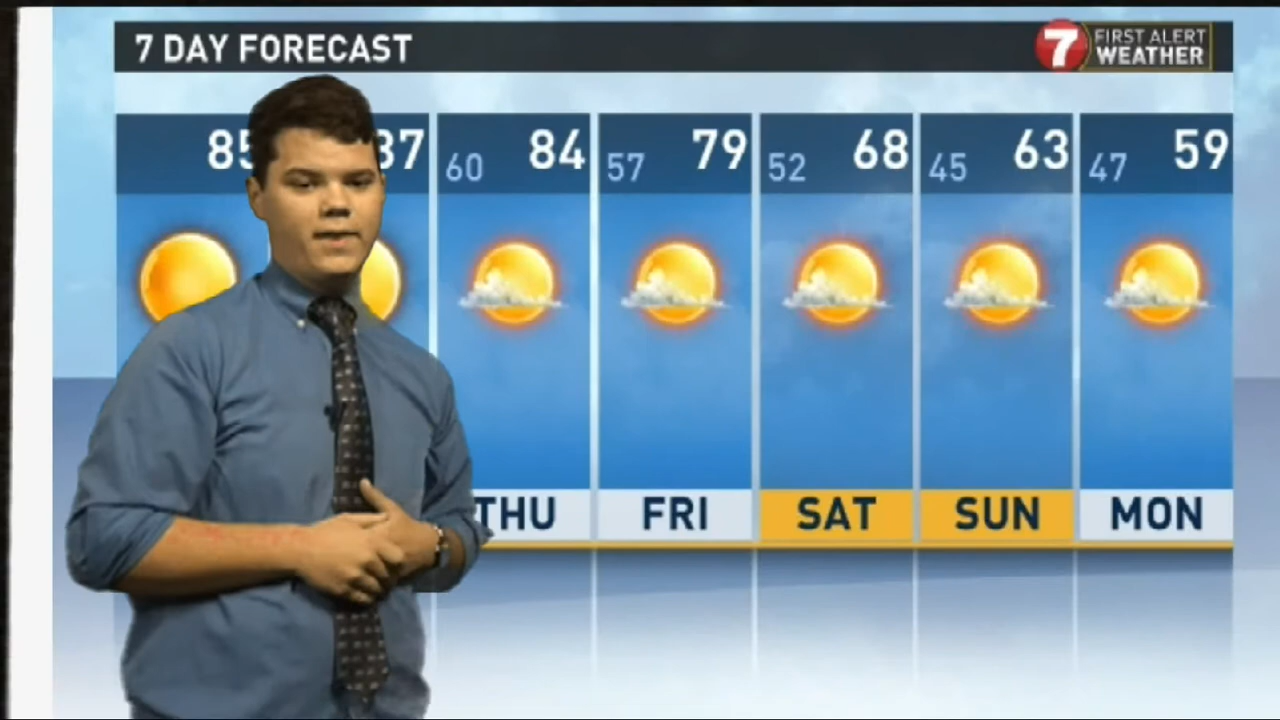 7 DAY FORECAST
7 FIRST ALERT
WEATHER
85 87 60 84 57 79 52 68 45 63 47 59
THU FRI SAT SUN MON